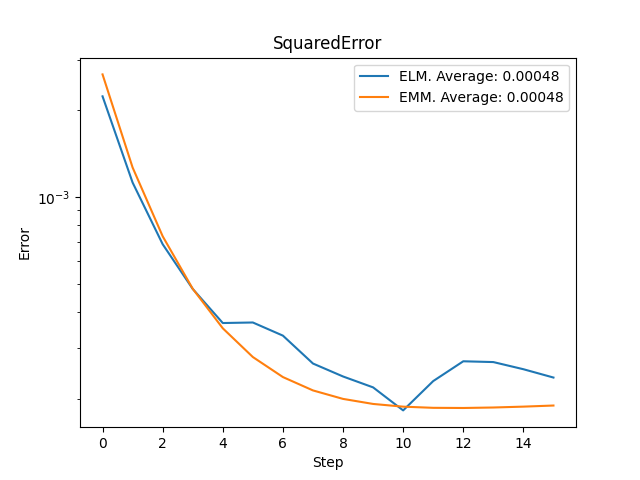 SquaredError
ELM. Average: 0.00048
EMM. Average: 0.00048
10⁻³
Error
0 2 4 6 8 10 12 14
Step